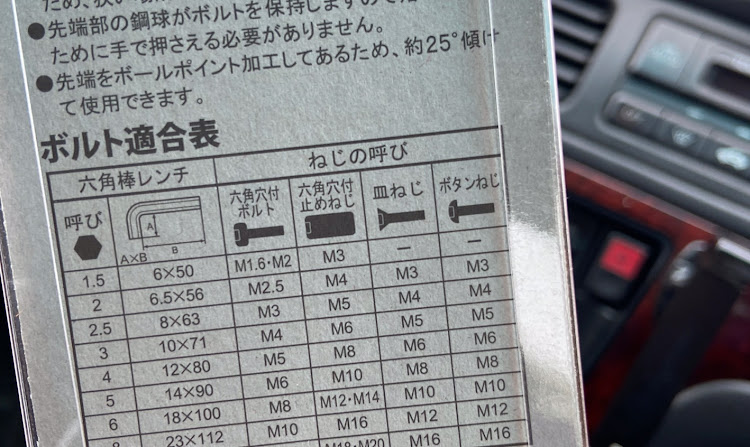 ため、狭い
●先端部の鋼球がボルトを保持しますので
ために手で押さえる必要がありません。
●先端をボールポイント加工してあるため、約25°傾け
て使用できます。
ボルト適合表
六角棒レンチ ねじの呼び
呼び A B A×B 六角穴付ボルト 六角穴付止めねじ 皿ねじ ボタンねじ
1.5 6×50 M1.6・M2 M3 － －
2 6.5×56 M2.5 M4 M3 M3
2.5 8×63 M3 M5 M4 M4
3 10×71 M4 M6 M5 M5
4 12×80 M5 M8 M6 M6
5 14×90 M6 M10 M8 M8
6 18×100 M8 M12・M14 M10 M10
8 23×112 M10 M16 M12 M12
M18・M20 M16 M16